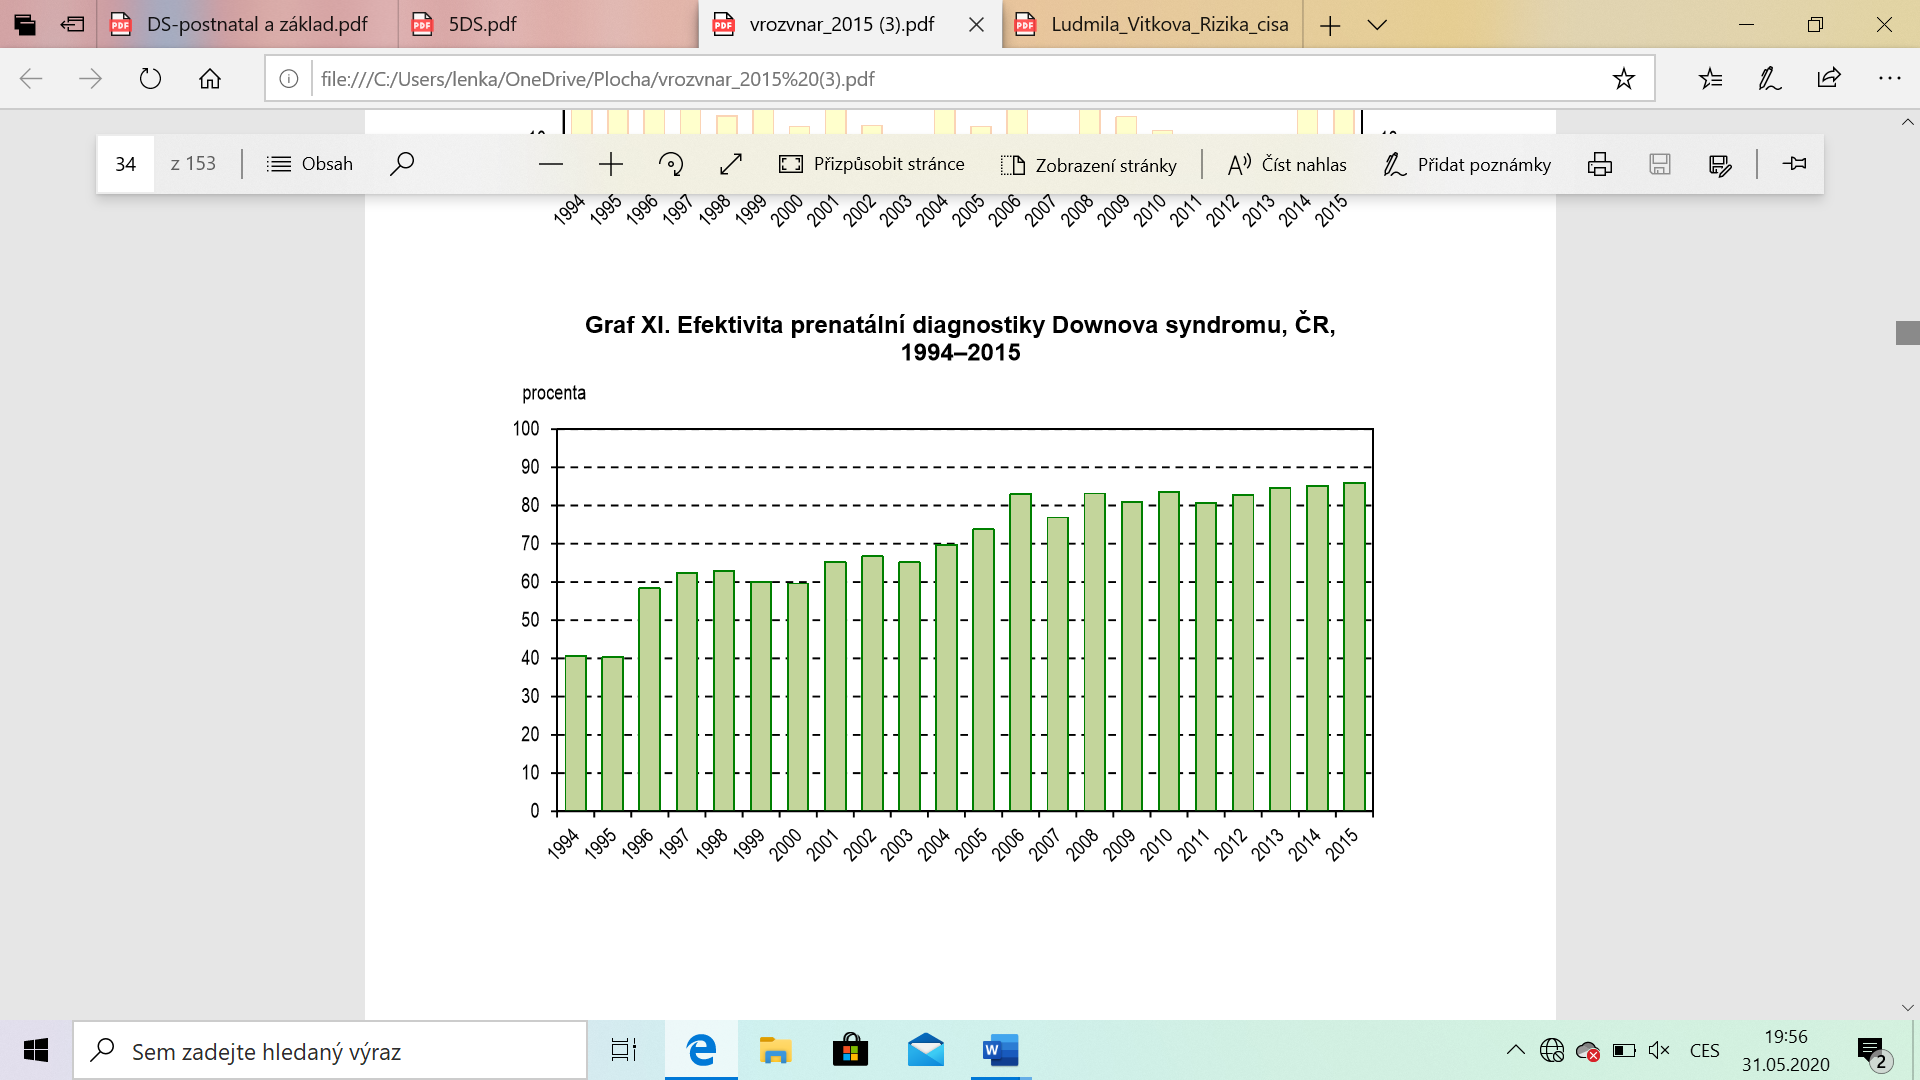 DS-postnatal a základ.pdf
5DS.pdf
vrozvnar_2015 (3).pdf
Ludmila_Vitkova_Rizika_cisa
file:///C:/Users/lenka/OneDrive/Plocha/vrozvnar_2015%20(3).pdf
34 z 153
Obsah
Přizpůsobit stránce
Zobrazení stránky
Číst nahlas
Přidat poznámky
1994 1995 1996 1997 1998 1999 2000 2001 2002 2003 2004 2005 2006 2007 2008 2009 2010 2011 2012 2013 2014 2015
Graf XI. Efektivita prenatální diagnostiky Downova syndromu, ČR,
1994–2015
procenta
100
90
80
70
60
50
40
30
20
10
0
1994 1995 1996 1997 1998 1999 2000 2001 2002 2003 2004 2005 2006 2007 2008 2009 2010 2011 2012 2013 2014 2015
Sem zadejte hledaný výraz
CES
19:56
31.05.2020
2